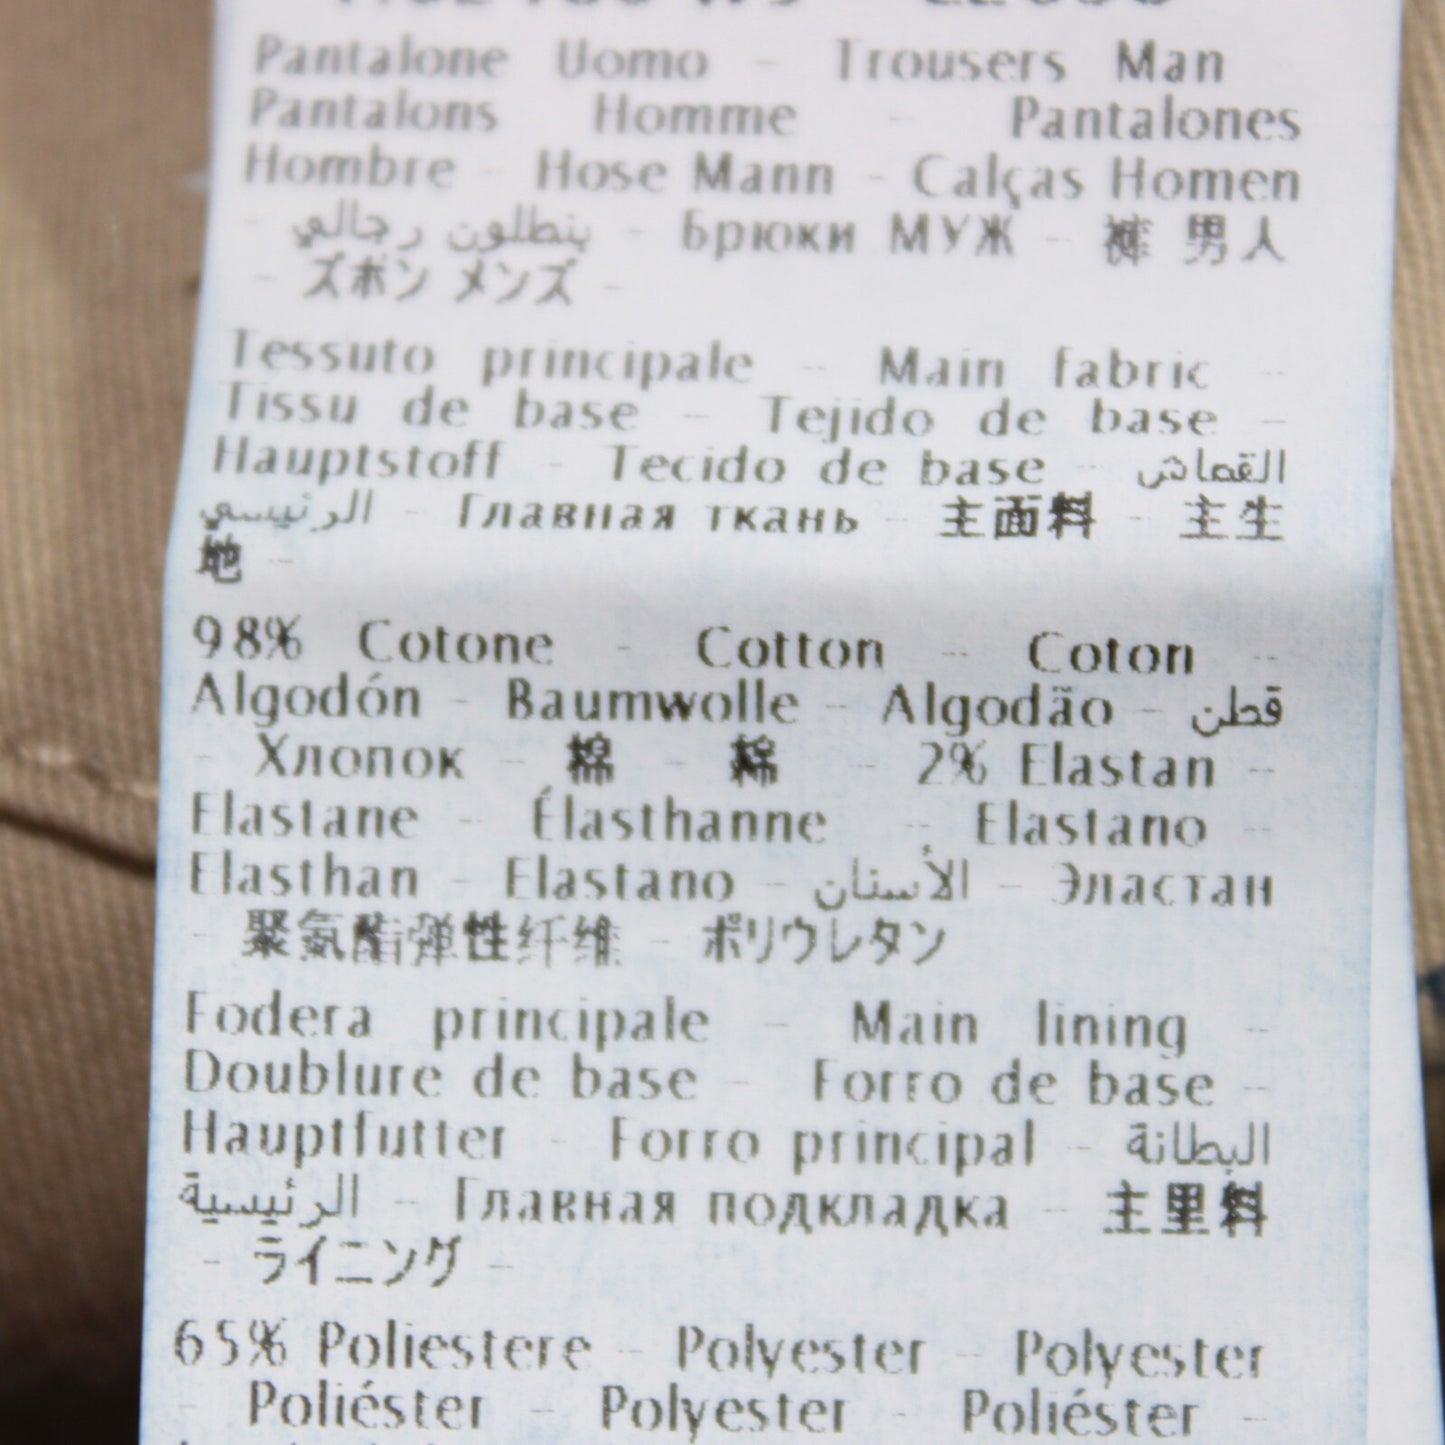 Pantalone Uomo - Trousers Man
Pantalons Homme - Pantalones
Hombre - Hose Mann - Calças Homen
- بنطلون رجالي - Брюки МУЖ - 裤 男人
- ズボン メンズ -
Tessuto principale - Main fabric -
Tissu de base - Tejido de base -
Hauptstoff - Tecido de base - القماش
الرئيسي - Главная ткань - 主面料 - 主生
地 -
98% Cotone - Cotton - Coton -
Algodón - Baumwolle - Algodão - قطن
- Хлопок - 棉 - 綿 - 2% Elastan -
Elastane - Élasthanne - Elastano -
Elasthan - Elastano - الأستان - Эластан
- 聚氨酯弹性纤维 - ポリウレタン
Fodera principale - Main lining -
Doublure de base - Forro de base -
Hauptfutter - Forro principal - البطانة
الرئيسية - Главная подкладка - 主里料
- ライニング -
65% Poliestere - Polyester - Polyester
- Poliéster - Polyester - Poliéster -